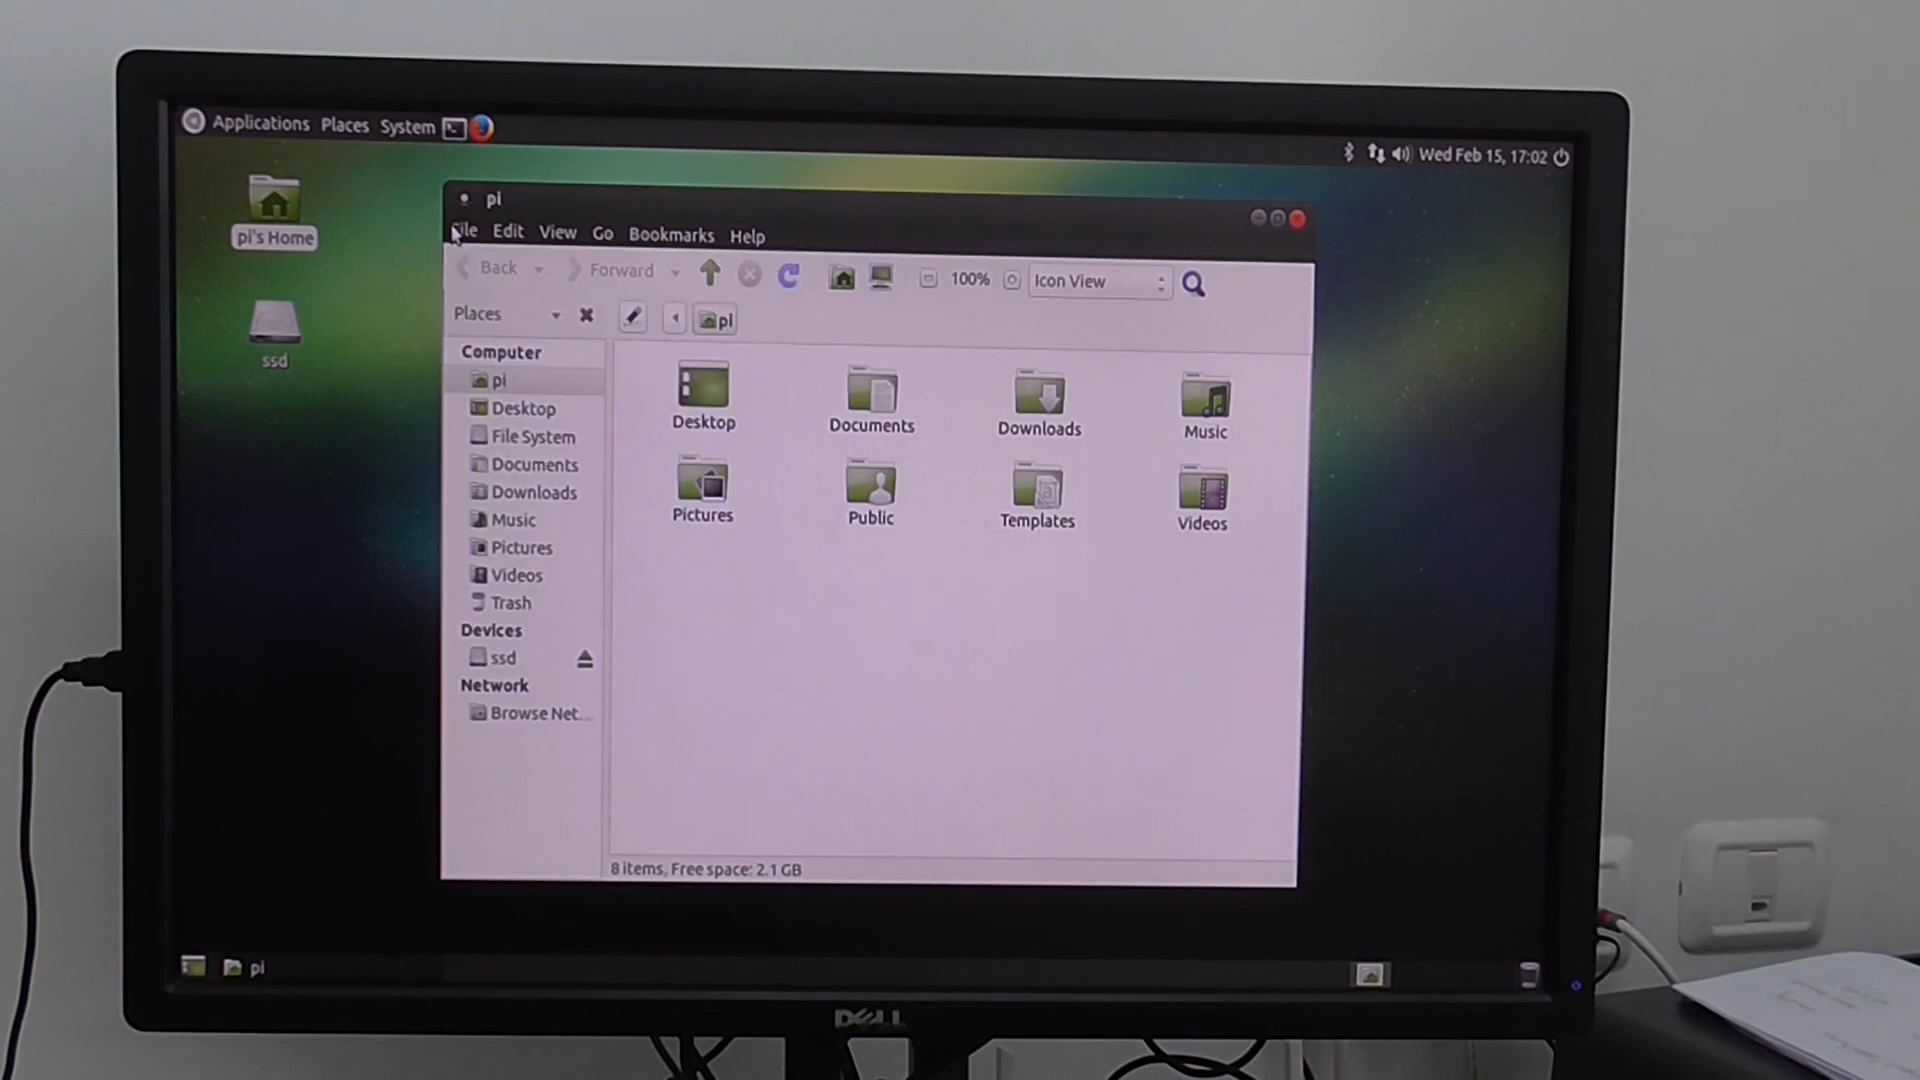 Applications Places System
Wed Feb 15, 17:02
pi's Home
ssd
pi
File Edit View Go Bookmarks Help
Back Forward 100% Icon View
Places pi
Computer
pi
Desktop
File System
Documents
Downloads
Music
Pictures
Videos
Trash
Devices
ssd
Network
Browse Net...
Desktop Documents Downloads Music
Pictures Public Templates Videos
8 items, Free space: 2.1 GB
pi
DELL